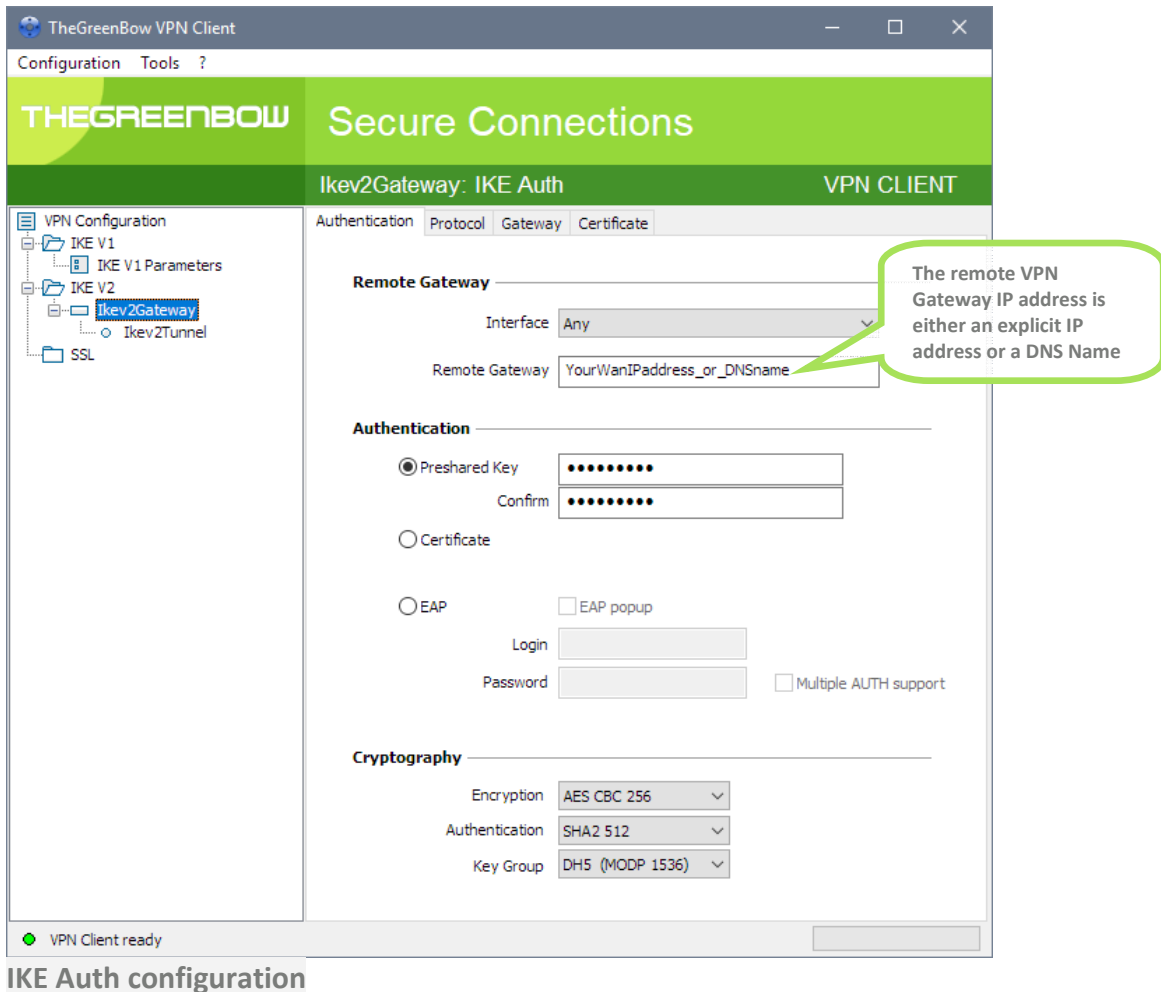 TheGreenBow VPN Client
Configuration Tools ?
THEGREENBOW
Secure Connections
Ikev2Gateway: IKE Auth VPN CLIENT
VPN Configuration
IKE V1
IKE V1 Parameters
IKE V2
Ikev2Gateway
Ikev2Tunnel
SSL
Authentication Protocol Gateway Certificate
Remote Gateway
Interface Any
Remote Gateway YourWanIPaddress_or_DNSname
The remote VPN
Gateway IP address is
either an explicit IP
address or a DNS Name
Authentication
Preshared Key •••••••••
Confirm •••••••••
Certificate
EAP EAP popup
Login
Password Multiple AUTH support
Cryptography
Encryption AES CBC 256
Authentication SHA2 512
Key Group DH5 (MODP 1536)
VPN Client ready
IKE Auth configuration